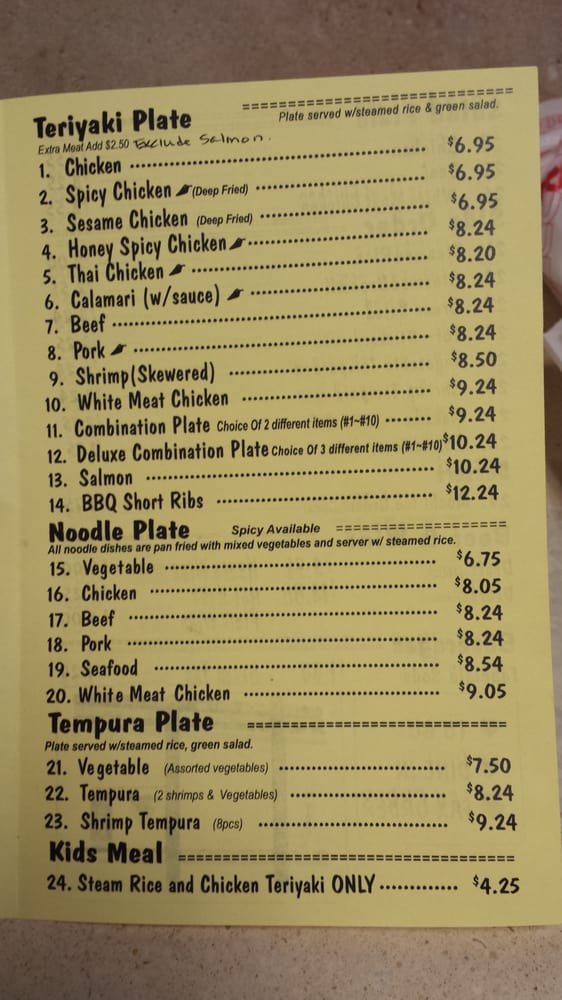 Teriyaki Plate ==============================
Plate served w/steamed rice & green salad.
Extra Meat Add $2.50 Exclude Salmon.
1. Chicken $6.95
2. Spicy Chicken (Deep Fried) $6.95
3. Sesame Chicken (Deep Fried) $6.95
4. Honey Spicy Chicken $8.24
5. Thai Chicken $8.20
6. Calamari (w/sauce) $8.24
7. Beef $8.24
8. Pork $8.24
9. Shrimp(Skewered) $8.50
10. White Meat Chicken $9.24
11. Combination Plate Choice Of 2 different items (#1~#10) $9.24
12. Deluxe Combination Plate Choice Of 3 different items (#1~#10) $10.24
13. Salmon $10.24
14. BBQ Short Ribs $12.24
Noodle Plate Spicy Available ===================
All noodle dishes are pan fried with mixed vegetables and server w/ steamed rice.
15. Vegetable $6.75
16. Chicken $8.05
17. Beef $8.24
18. Pork $8.24
19. Seafood $8.54
20. White Meat Chicken $9.05
Tempura Plate =============================
Plate served w/steamed rice, green salad.
21. Vegetable (Assorted vegetables) $7.50
22. Tempura (2 shrimps & Vegetables) $8.24
23. Shrimp Tempura (8pcs) $9.24
Kids Meal =====================================
24. Steam Rice and Chicken Teriyaki ONLY $4.25